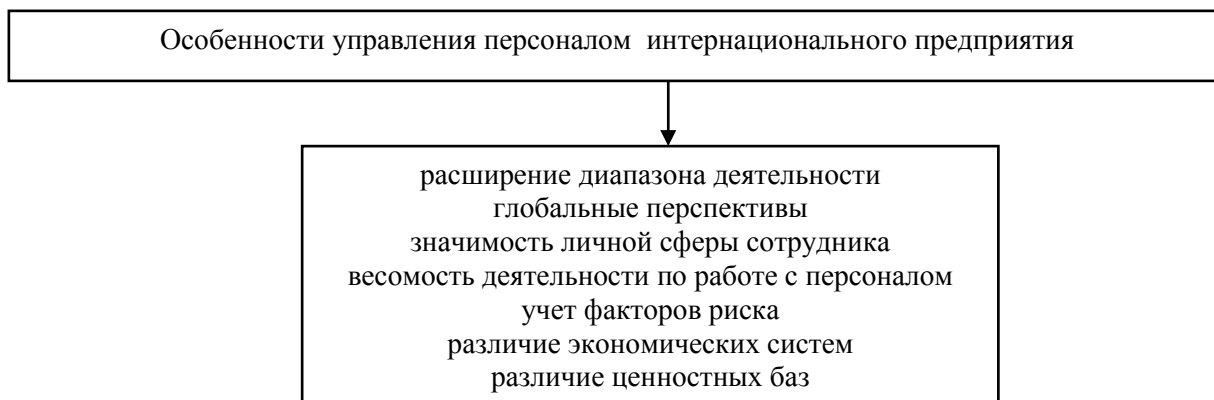 Особенности управления персоналом интернационального предприятия
расширение диапазона деятельности
глобальные перспективы
значимость личной сферы сотрудника
весомость деятельности по работе с персоналом
учет факторов риска
различие экономических систем
различие ценностных баз